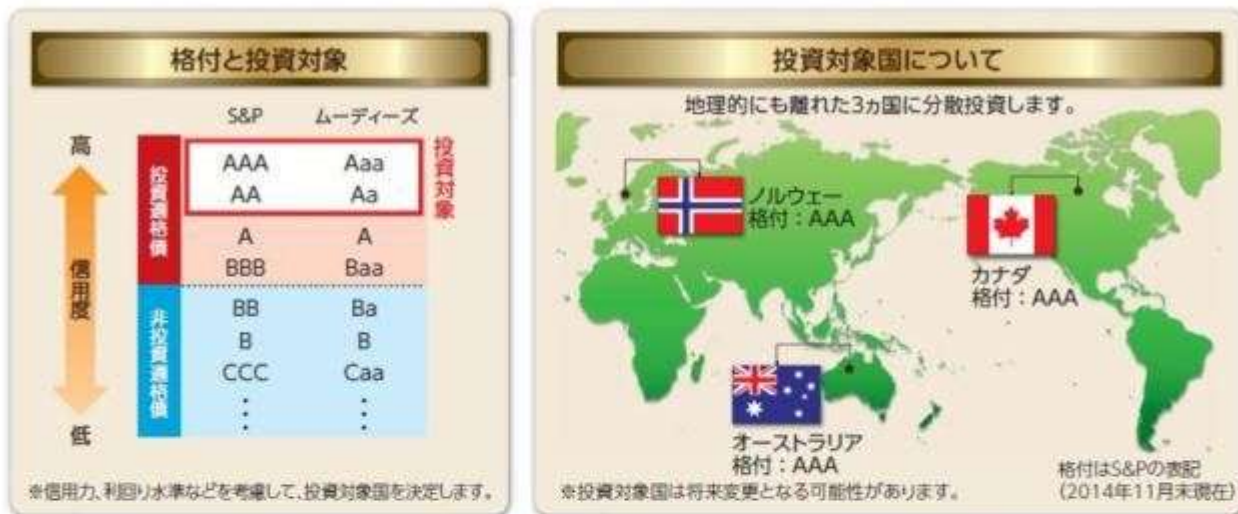 格付と投資対象
S&P ムーディーズ
高
信用度
低
投資適格債
非投資適格債
AAA Aaa
AA Aa
投資対象
A A
BBB Baa
BB Ba
B B
CCC Caa
※信用力、利回り水準などを考慮して、投資対象国を決定します。
投資対象国について
地理的にも離れた3ヵ国に分散投資します。
ノルウェー
格付：AAA
カナダ
格付：AAA
オーストラリア
格付：AAA
格付はS&Pの表記
（2014年11月末現在）
※投資対象国は将来変更となる可能性があります。